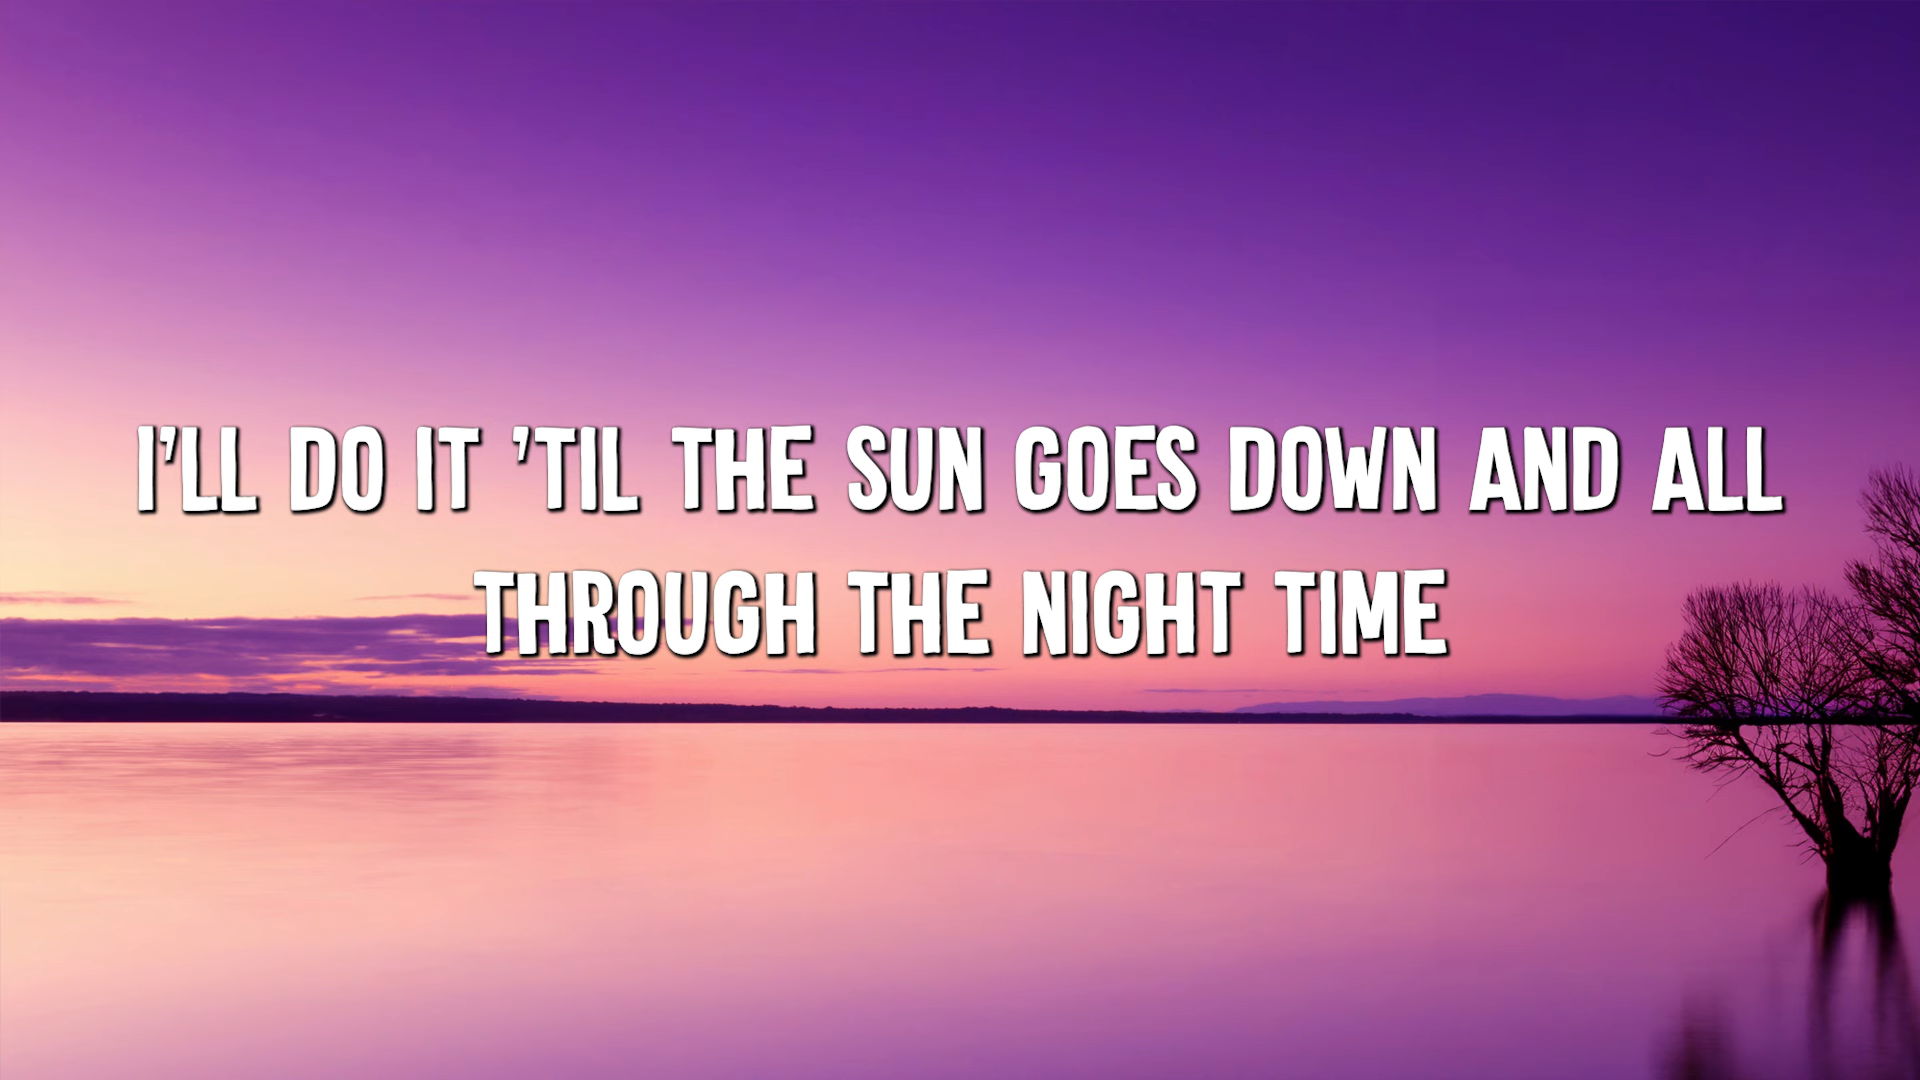 I'LL DO IT 'TIL THE SUN GOES DOWN AND ALL
THROUGH THE NIGHT TIME